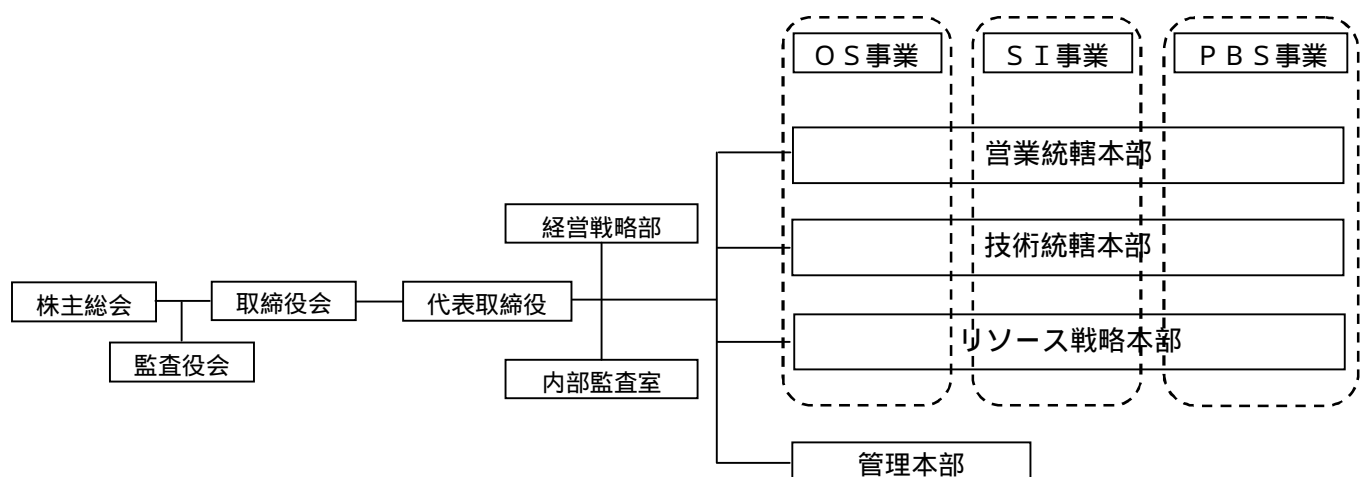 ＯＳ事業
ＳＩ事業
ＰＢＳ事業
営業統轄本部
経営戦略部
技術統轄本部
株主総会
取締役会
代表取締役
リソース戦略本部
監査役会
内部監査室
管理本部